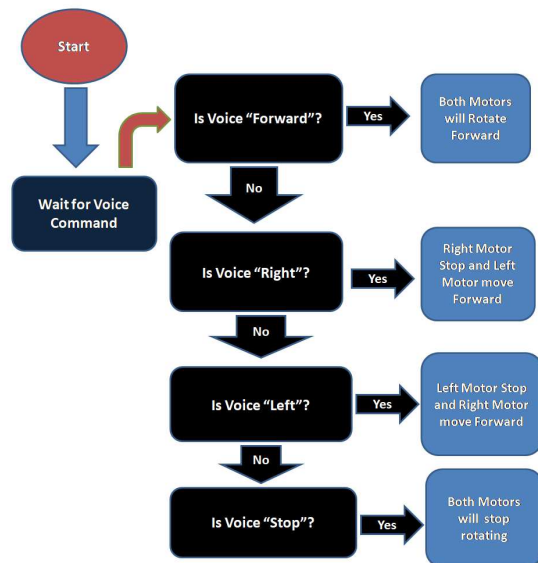 Start
Wait for Voice
Command
Is Voice “Forward”?
Yes
Both Motors
will Rotate
Forward
No
Is Voice “Right”?
Yes
Right Motor
Stop and Left
Motor move
Forward
No
Is Voice “Left”?
Yes
Left Motor Stop
and Right Motor
move Forward
No
Is Voice “Stop”?
Yes
Both Motors
will stop
rotating